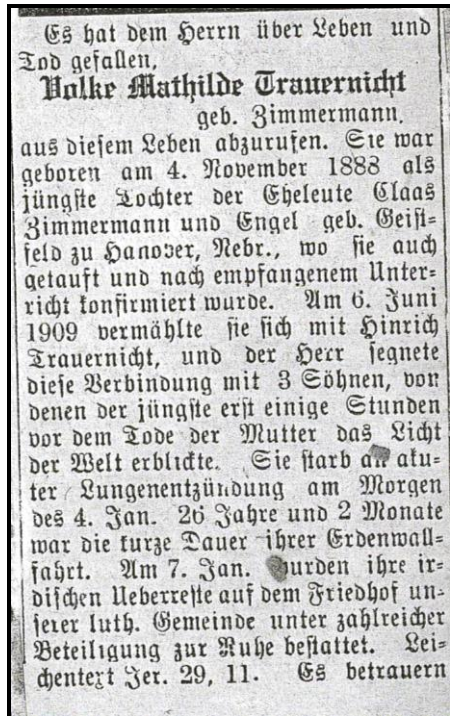 Es hat dem Herrn über Leben und
Tod gefallen,
Volke Mathilde Trauernicht
geb. Zimmermann,
aus diesem Leben abzurufen. Sie war
geboren am 4. November 1888 als
jüngste Tochter der Eheleute Claas
Zimmermann und Engel geb. Geist-
feld zu Hanover, Nebr., wo sie auch
getauft und nach empfangenem Unter-
richt konfirmiert wurde. Am 6. Juni
1909 vermählte sie sich mit Hinrich
Trauernicht, und der Herr segnete
diese Verbindung mit 3 Söhnen, von
denen der jüngste erst einige Stunden
vor dem Tode der Mutter das Licht
der Welt erblickte. Sie starb an aku-
ter Lungenentzündung am Morgen
des 4. Jan. 26 Jahre und 2 Monate
war die kurze Dauer ihrer Erdenwall-
fahrt. Am 7. Jan. wurden ihre ir-
dischen Ueberreste auf dem Friedhof un-
serer luth. Gemeinde unter zahlreicher
Beteiligung zur Ruhe bestattet. Lei-
chentext Jer. 29, 11. Es betrauern